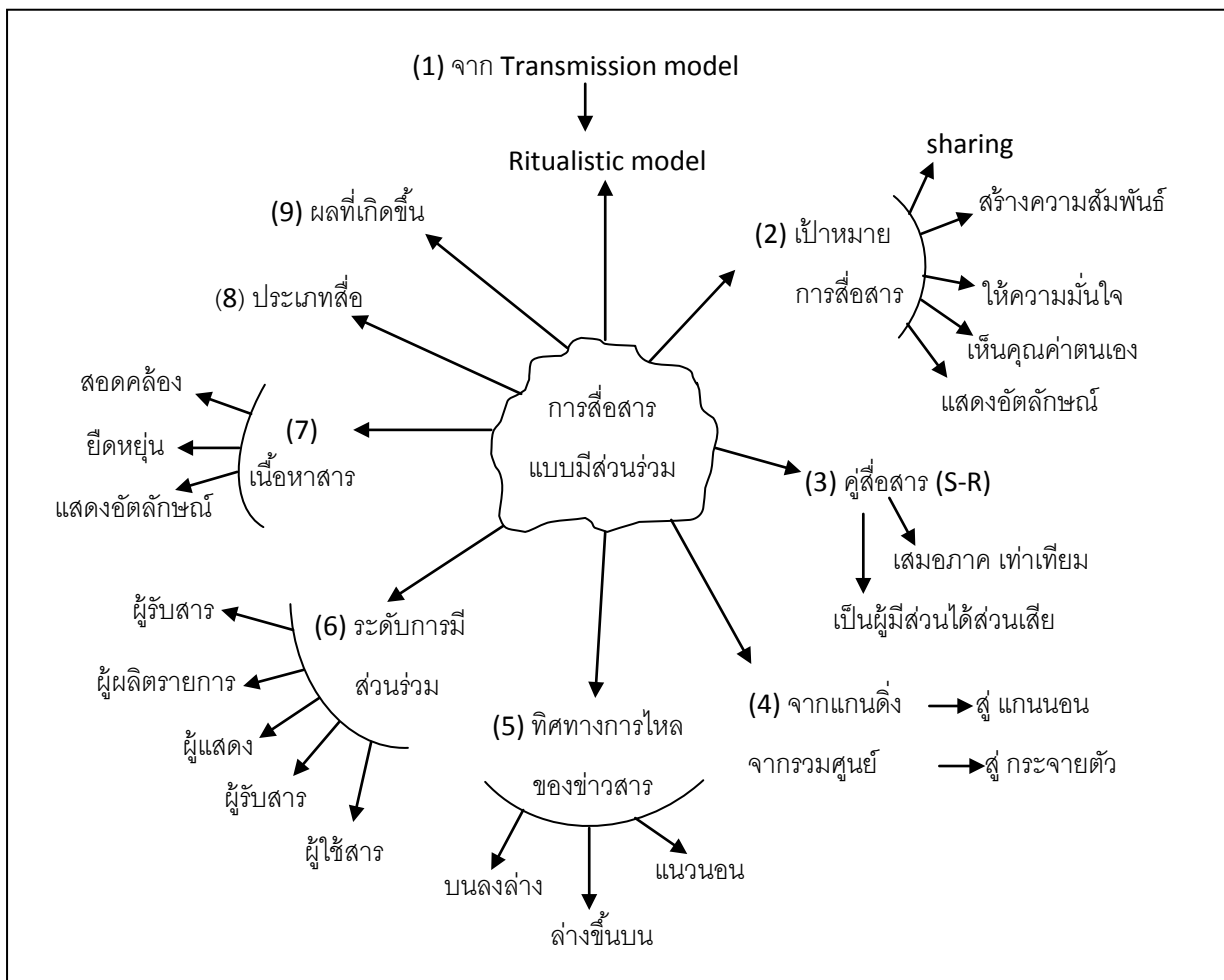 (1) จาก Transmission model
Ritualistic model
(2) เป้าหมาย
การสื่อสาร
sharing
สร้างความสัมพันธ์
ให้ความมั่นใจ
เห็นคุณค่าตนเอง
แสดงอัตลักษณ์
(9) ผลที่เกิดขึ้น
(8) ประเภทสื่อ
การสื่อสาร
แบบมีส่วนร่วม
(7)
เนื้อหาสาร
สอดคล้อง
ยืดหยุ่น
แสดงอัตลักษณ์
(3) คู่สื่อสาร (S-R)
เสมอภาค เท่าเทียม
เป็นผู้มีส่วนได้ส่วนเสีย
(6) ระดับการมี
ส่วนร่วม
ผู้รับสาร
ผู้ผลิตรายการ
ผู้แสดง
ผู้รับสาร
ผู้ใช้สาร
(5) ทิศทางการไหล
ของข่าวสาร
บนลงล่าง
ล่างขึ้นบน
แนวนอน
(4) จากแกนดิ่ง สู่ แกนนอน
จากรวมศูนย์ สู่ กระจายตัว